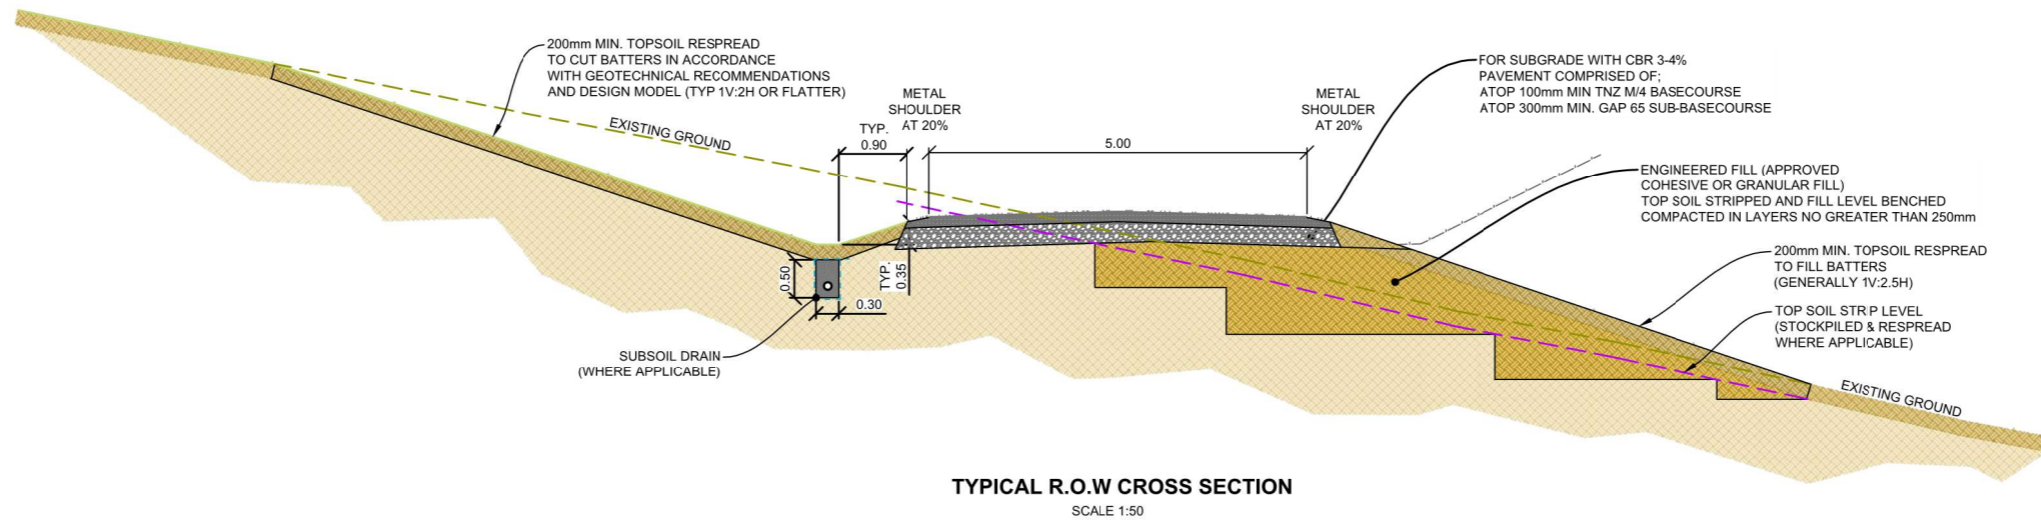 200mm MIN. TOPSOIL RESPREAD
TO CUT BATTERS IN ACCORDANCE
WITH GEOTECHNICAL RECOMMENDATIONS
AND DESIGN MODEL (TYP 1V:2H OR FLATTER)
EXISTING GROUND
TYP.
0.90
METAL
SHOULDER
AT 20%
5.00
METAL
SHOULDER
AT 20%
FOR SUBGRADE WITH CBR 3-4%
PAVEMENT COMPRISED OF;
ATOP 100mm MIN TNZ M/4 BASECOURSE
ATOP 300mm MIN. GAP 65 SUB-BASECOURSE
ENGINEERED FILL (APPROVED
COHESIVE OR GRANULAR FILL)
TOP SOIL STRIPPED AND FILL LEVEL BENCHED
COMPACTED IN LAYERS NO GREATER THAN 250mm
200mm MIN. TOPSOIL RESPREAD
TO FILL BATTERS
(GENERALLY 1V:2.5H)
TOP SOIL STRIP LEVEL
(STOCKPILED & RESPREAD
WHERE APPLICABLE)
0.50
TYP.
0.35
0.30
SUBSOIL DRAIN
(WHERE APPLICABLE)
EXISTING GROUND
TYPICAL R.O.W CROSS SECTION
SCALE 1:50